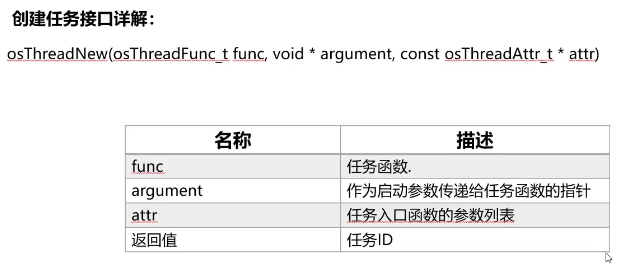 创建任务接口详解：
osThreadNew(osThreadFunc_t func, void * argument, const osThreadAttr_t * attr)
名称 描述
func 任务函数.
argument 作为启动参数传递给任务函数的指针
attr 任务入口函数的参数列表
返回值 任务ID